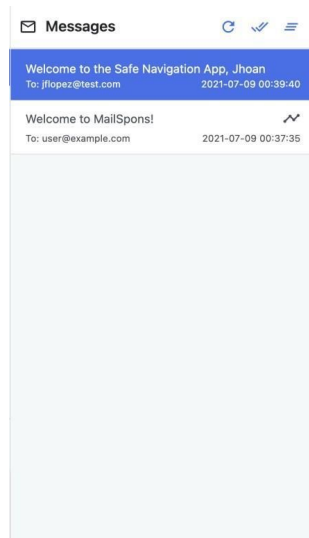 Messages
Welcome to the Safe Navigation App, Jhoan
To: jflopez@test.com 2021-07-09 00:39:40
Welcome to MailSpons!
To: user@example.com 2021-07-09 00:37:35